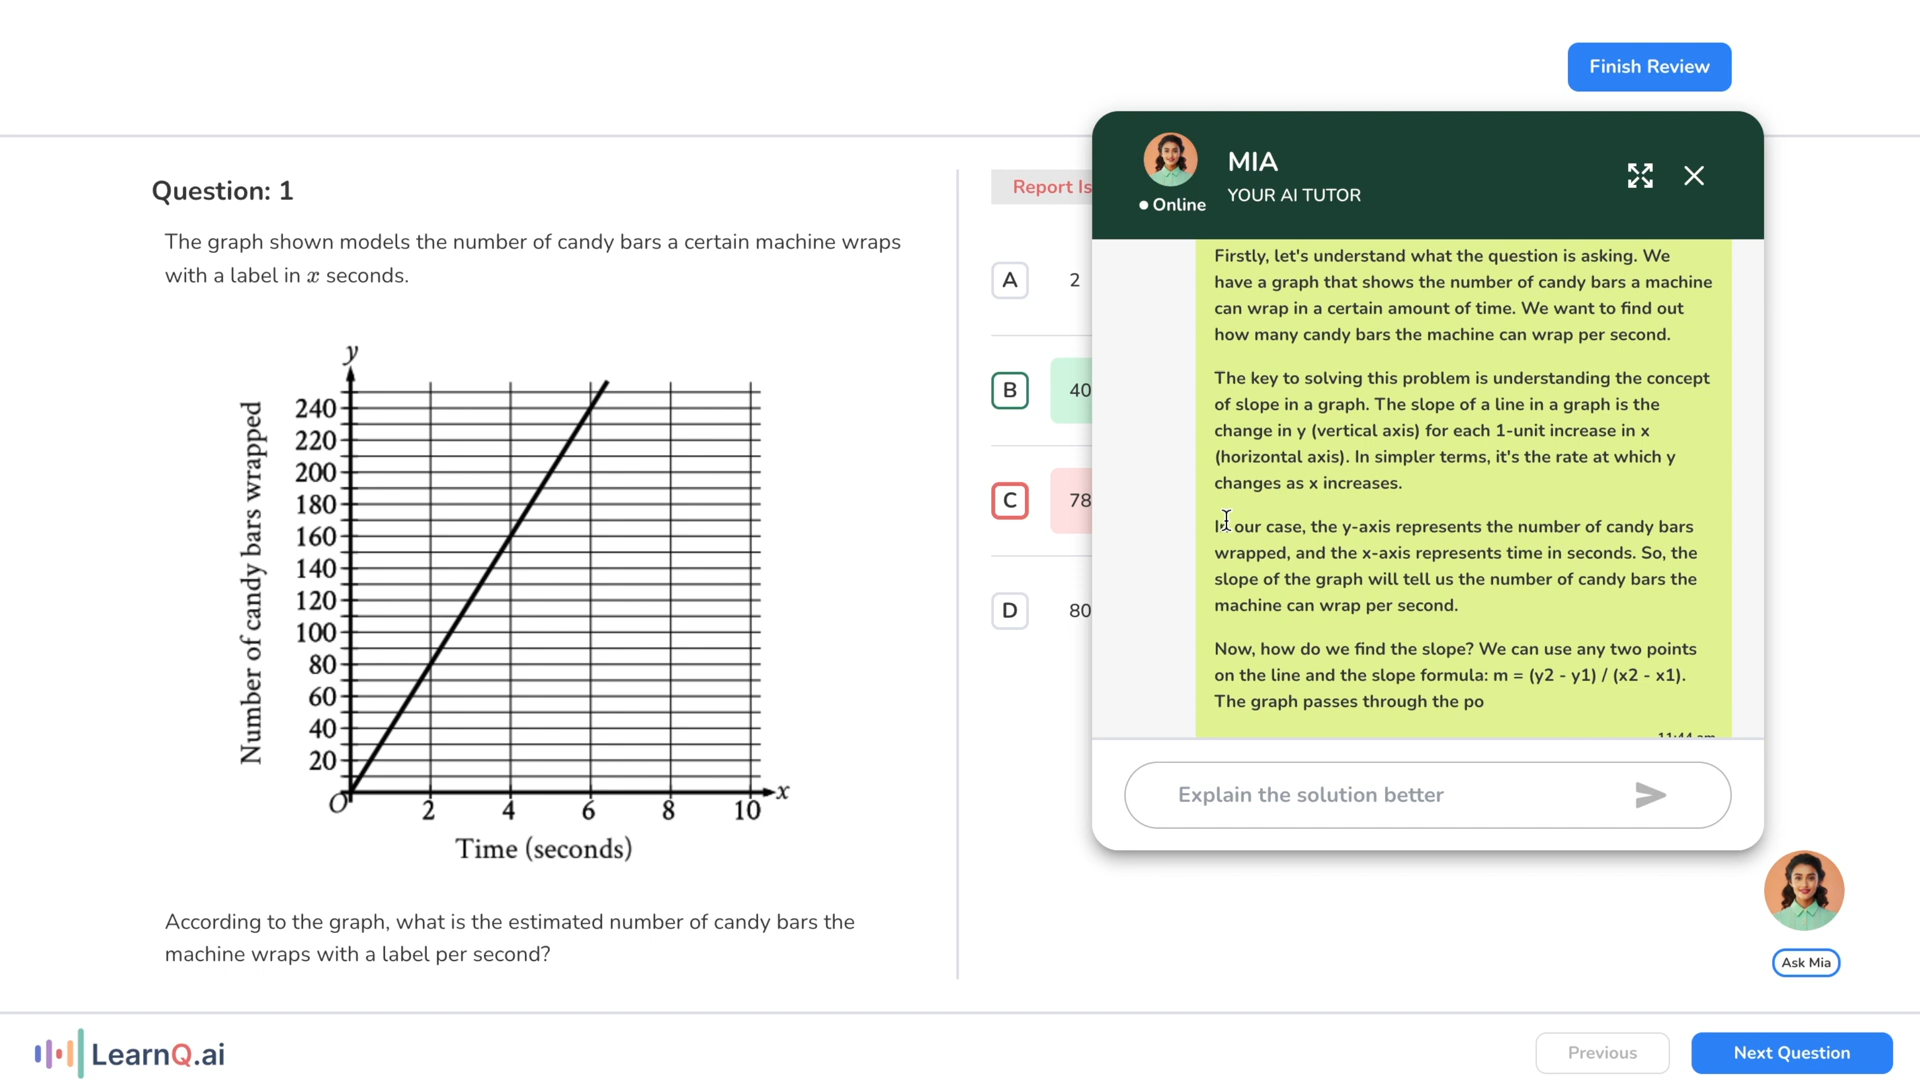 Finish Review
Question: 1
The graph shown models the number of candy bars a certain machine wraps
with a label in x seconds.
y
Number of candy bars wrapped
240
220
200
180
160
140
120
100
80
60
40
20
O
2
4
6
8
10
x
Time (seconds)
According to the graph, what is the estimated number of candy bars the
machine wraps with a label per second?
Report Is
A 2
B 40
C 78
D 80
MIA
YOUR AI TUTOR
Online
Firstly, let's understand what the question is asking. We
have a graph that shows the number of candy bars a machine
can wrap in a certain amount of time. We want to find out
how many candy bars the machine can wrap per second.
The key to solving this problem is understanding the concept
of slope in a graph. The slope of a line in a graph is the
change in y (vertical axis) for each 1-unit increase in x
(horizontal axis). In simpler terms, it's the rate at which y
changes as x increases.
In our case, the y-axis represents the number of candy bars
wrapped, and the x-axis represents time in seconds. So, the
slope of the graph will tell us the number of candy bars the
machine can wrap per second.
Now, how do we find the slope? We can use any two points
on the line and the slope formula: m = (y2 - y1) / (x2 - x1).
The graph passes through the po
11:44 am
Explain the solution better
Ask Mia
LearnQ.ai
Previous
Next Question